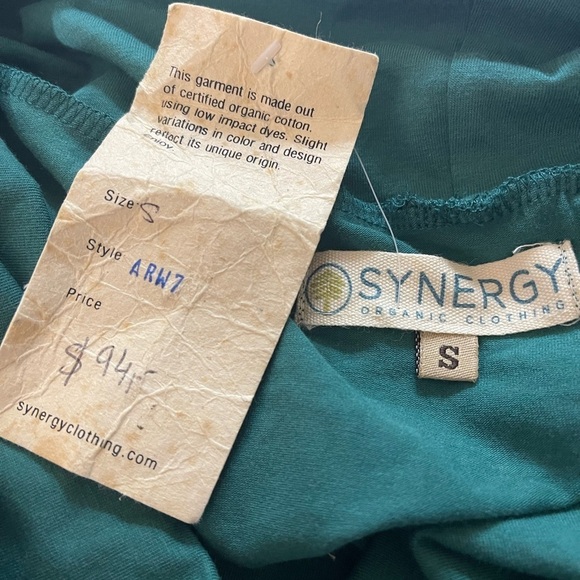 This garment is made out
of certified organic cotton,
using low impact dyes. Slight
variations in color and design
reflect its unique origin.
Size S
Style ARW7
Price
$94.-
synergyclothing.com
SYNERGY
ORGANIC CLOTHING
S